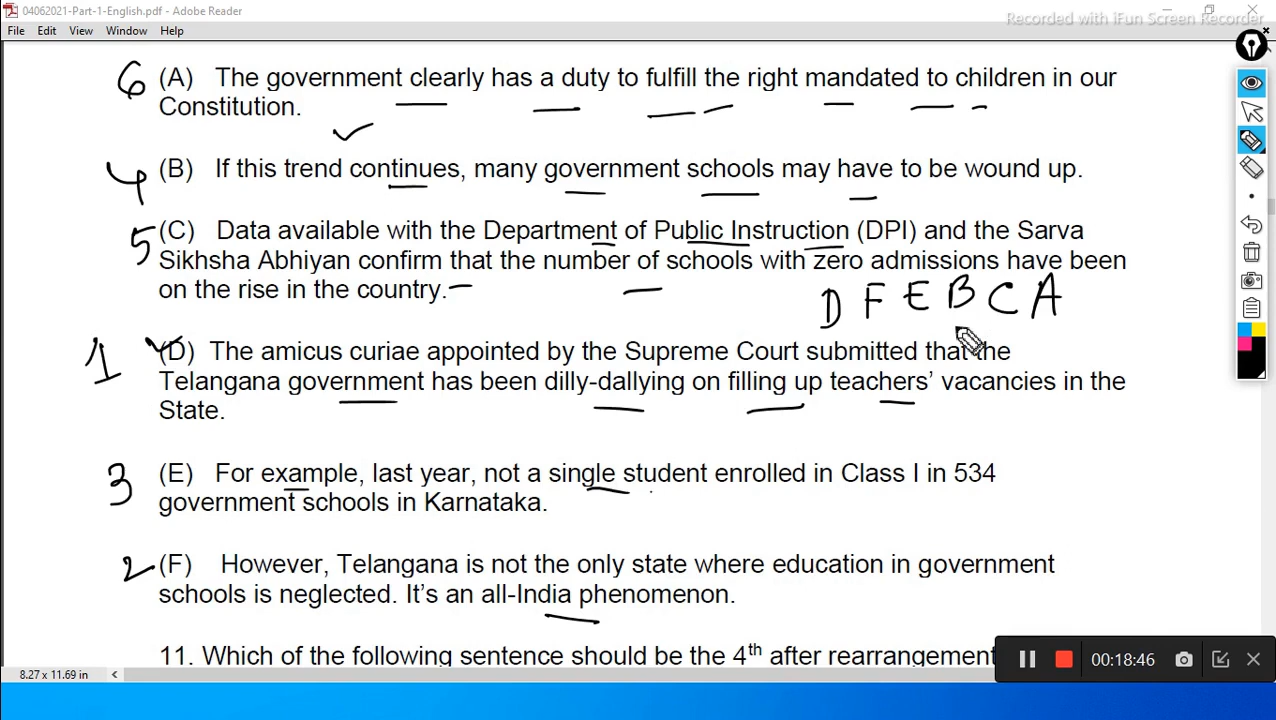 04062021-Part-1-English.pdf - Adobe Reader
Recorded with iFun Screen Recorder
File Edit View Window Help
6 (A) The government clearly has a duty to fulfill the right mandated to children in our
Constitution.
4 (B) If this trend continues, many government schools may have to be wound up.
5 (C) Data available with the Department of Public Instruction (DPI) and the Sarva
Sikhsha Abhiyan confirm that the number of schools with zero admissions have been
on the rise in the country.
D F E B C A
1 (D) The amicus curiae appointed by the Supreme Court submitted that the
Telangana government has been dilly-dallying on filling up teachers’ vacancies in the
State.
3 (E) For example, last year, not a single student enrolled in Class I in 534
government schools in Karnataka.
2 (F) However, Telangana is not the only state where education in government
schools is neglected. It’s an all-India phenomenon.
11. Which of the following sentence should be the 4th after rearrangement
8.27 x 11.69 in
00:18:46